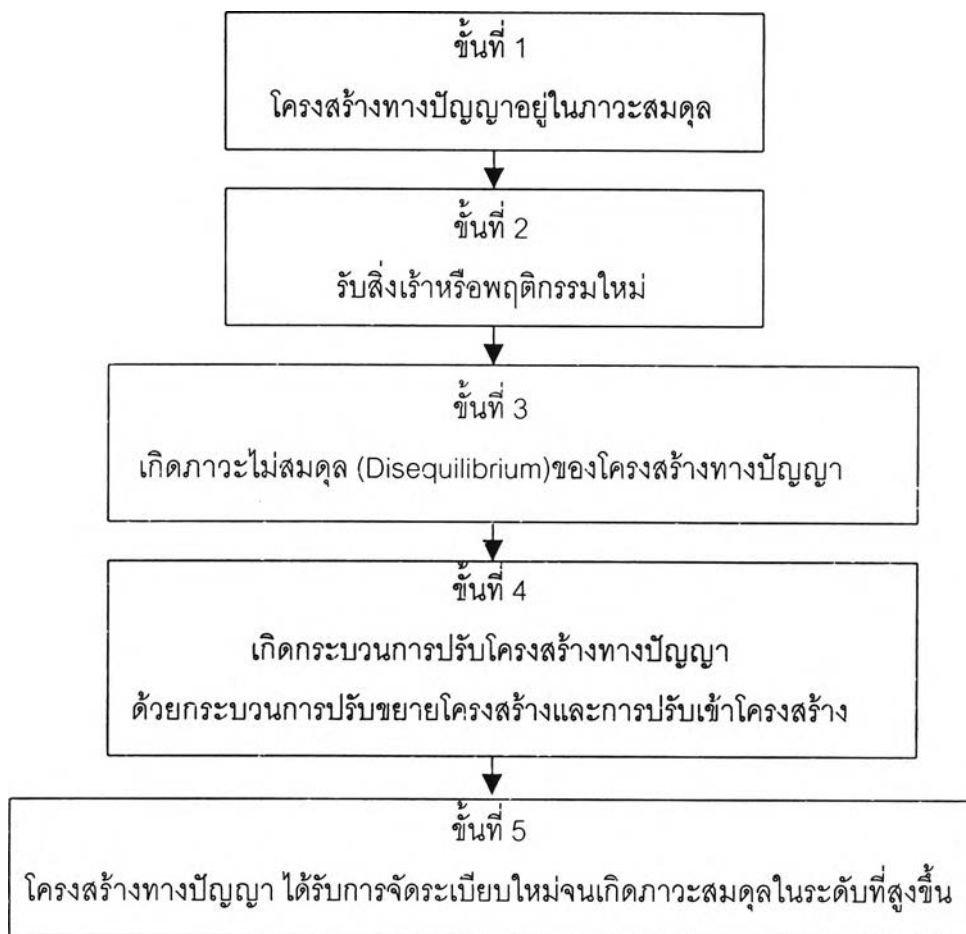 ขั้นที่ 1
โครงสร้างทางปัญญาอยู่ในภาวะสมดุล
ขั้นที่ 2
รับสิ่งเร้าหรือพฤติกรรมใหม่
ขั้นที่ 3
เกิดภาวะไม่สมดุล (Disequilibrium)ของโครงสร้างทางปัญญา
ขั้นที่ 4
เกิดกระบวนการปรับโครงสร้างทางปัญญา
ด้วยกระบวนการปรับขยายโครงสร้างและการปรับเข้าโครงสร้าง
ขั้นที่ 5
โครงสร้างทางปัญญา ได้รับการจัดระเบียบใหม่จนเกิดภาวะสมดุลในระดับที่สูงขึ้น